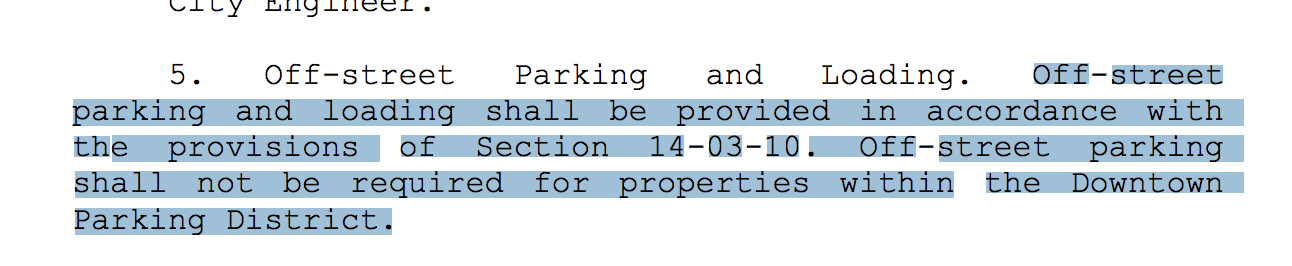 City Engineer.
5. Off-street Parking and Loading. Off-street
parking and loading shall be provided in accordance with
the provisions of Section 14-03-10. Off-street parking
shall not be required for properties within the Downtown
Parking District.